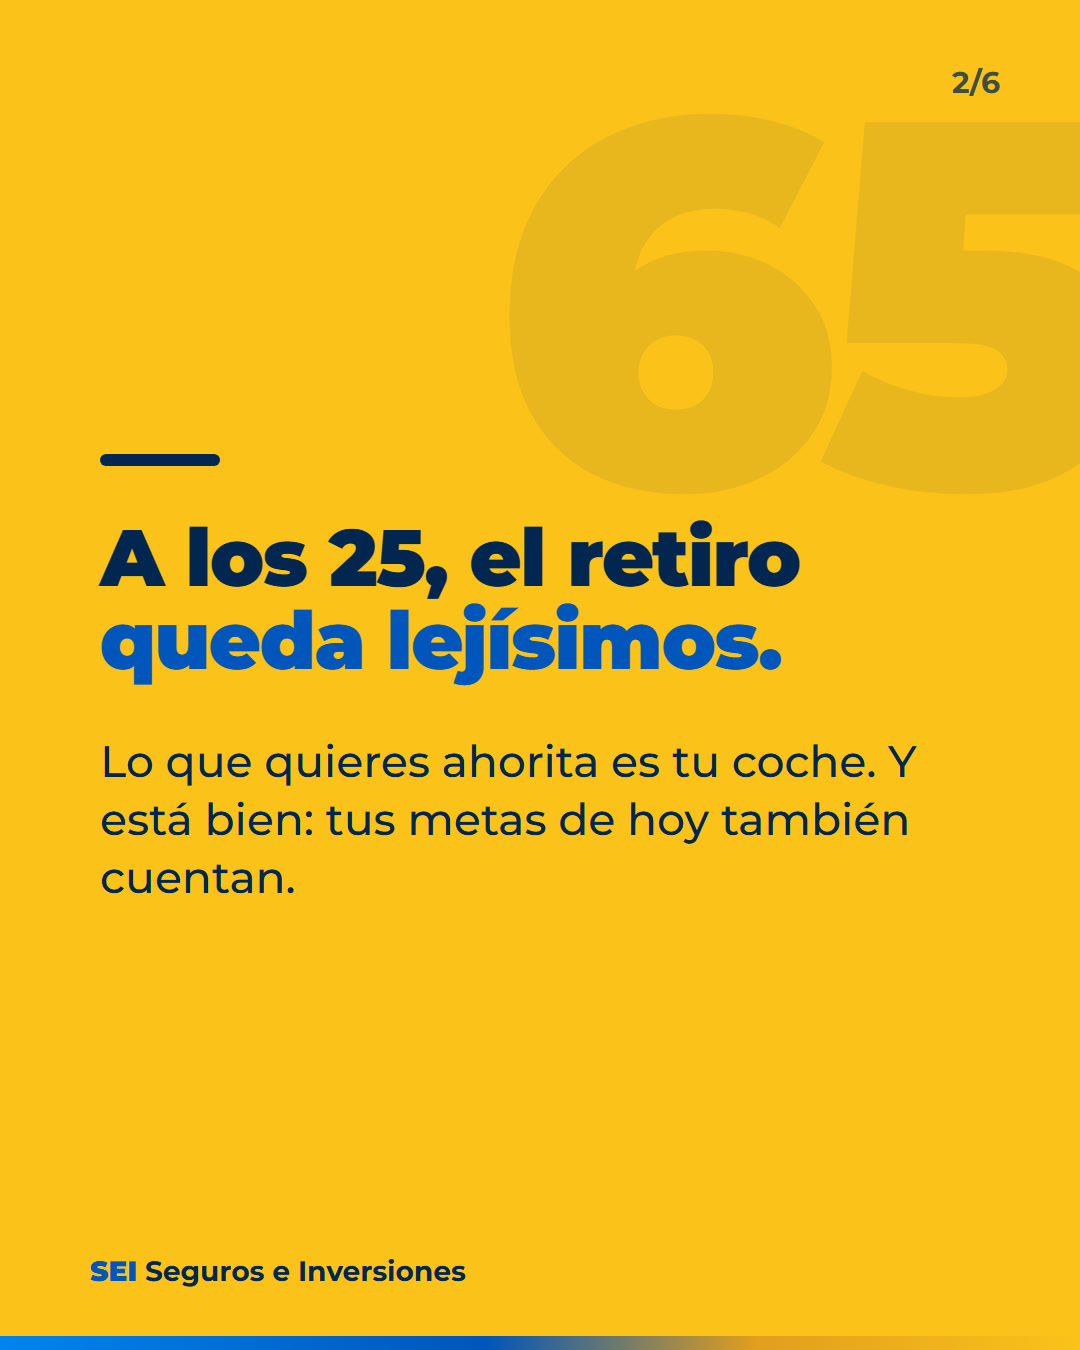 2/6
65
A los 25, el retiro
queda lejísimos.
Lo que quieres ahorita es tu coche. Y
está bien: tus metas de hoy también
cuentan.
SEI Seguros e Inversiones